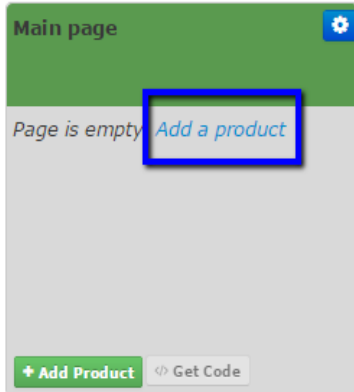 Main page
Page is empty Add a product
+ Add Product </> Get Code